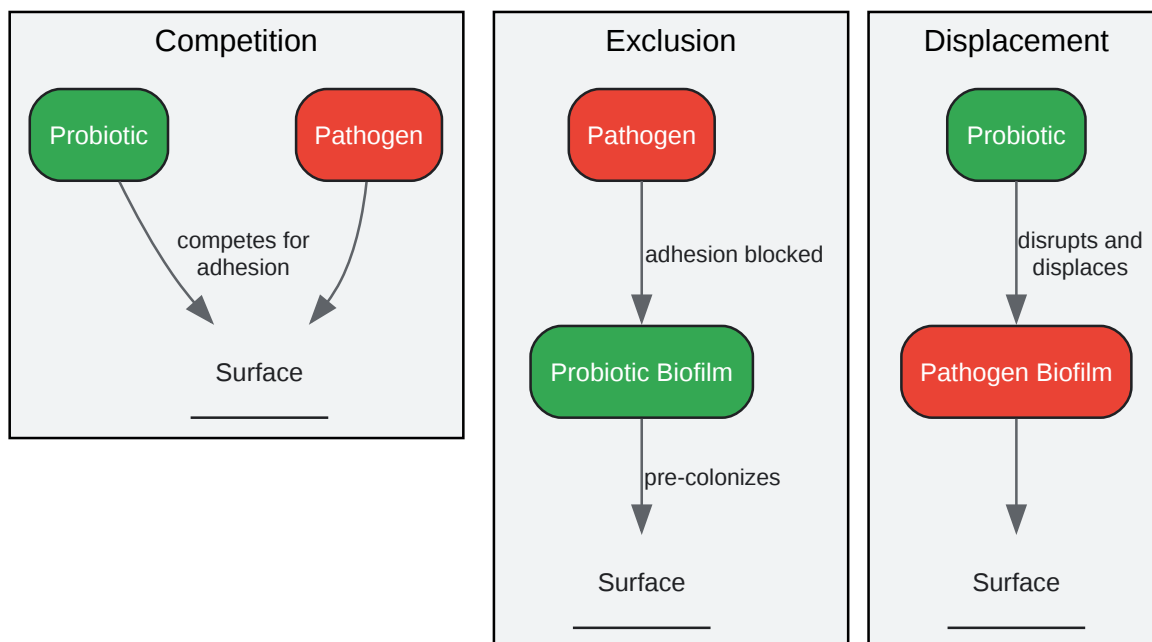 Competition
Probiotic
Pathogen
competes for
adhesion
Surface
Exclusion
Pathogen
adhesion blocked
Probiotic Biofilm
pre-colonizes
Surface
Displacement
Probiotic
disrupts and
displaces
Pathogen Biofilm
Surface